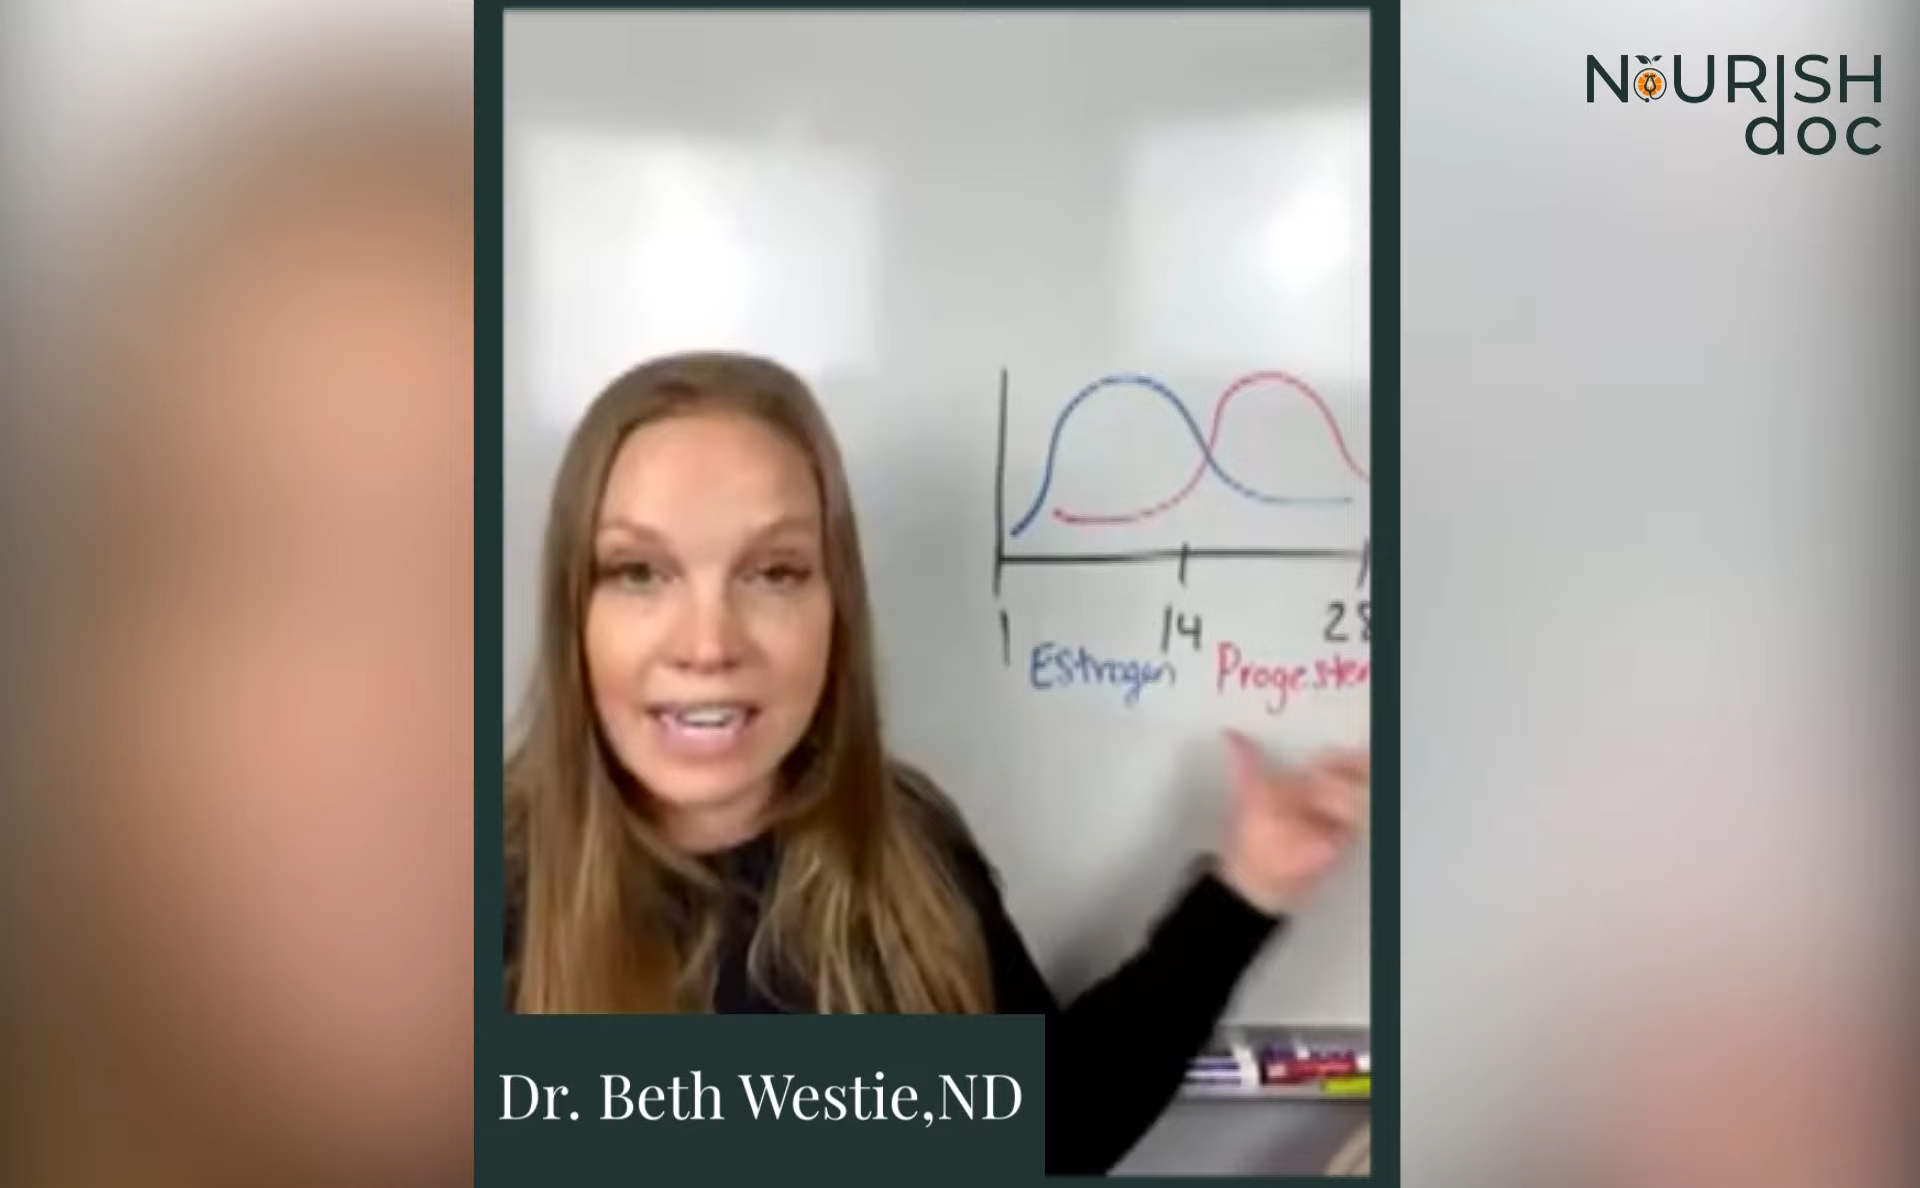 NOURISH
doc
1
14
28
Estrogen
Dr. Beth Westie,ND